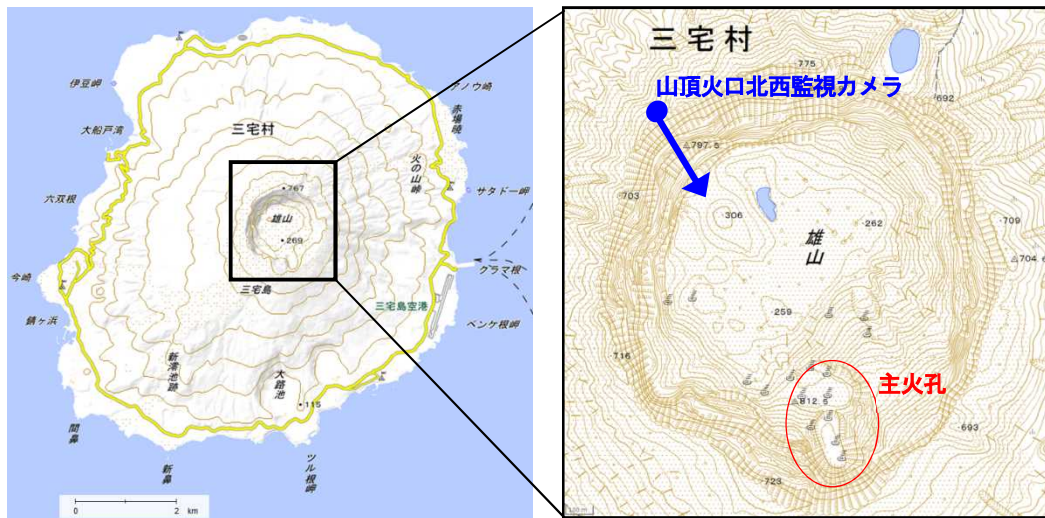 伊豆岬
大船戸湾
六双根
今崎
錆ヶ浜
間鼻
新鼻
ツル根岬
ベンケ根岬
三宅島空港
クラマ根
サタドー岬
火の山峠
赤場暁
三宅村
767
雄山
269
三宅島
新澪池跡
大路池
115
0 2 km
三宅村
775
山頂火口北西監視カメラ
692
797.5
703
306
262
709
雄山
704.6
259
716
主火孔
812.
693
723